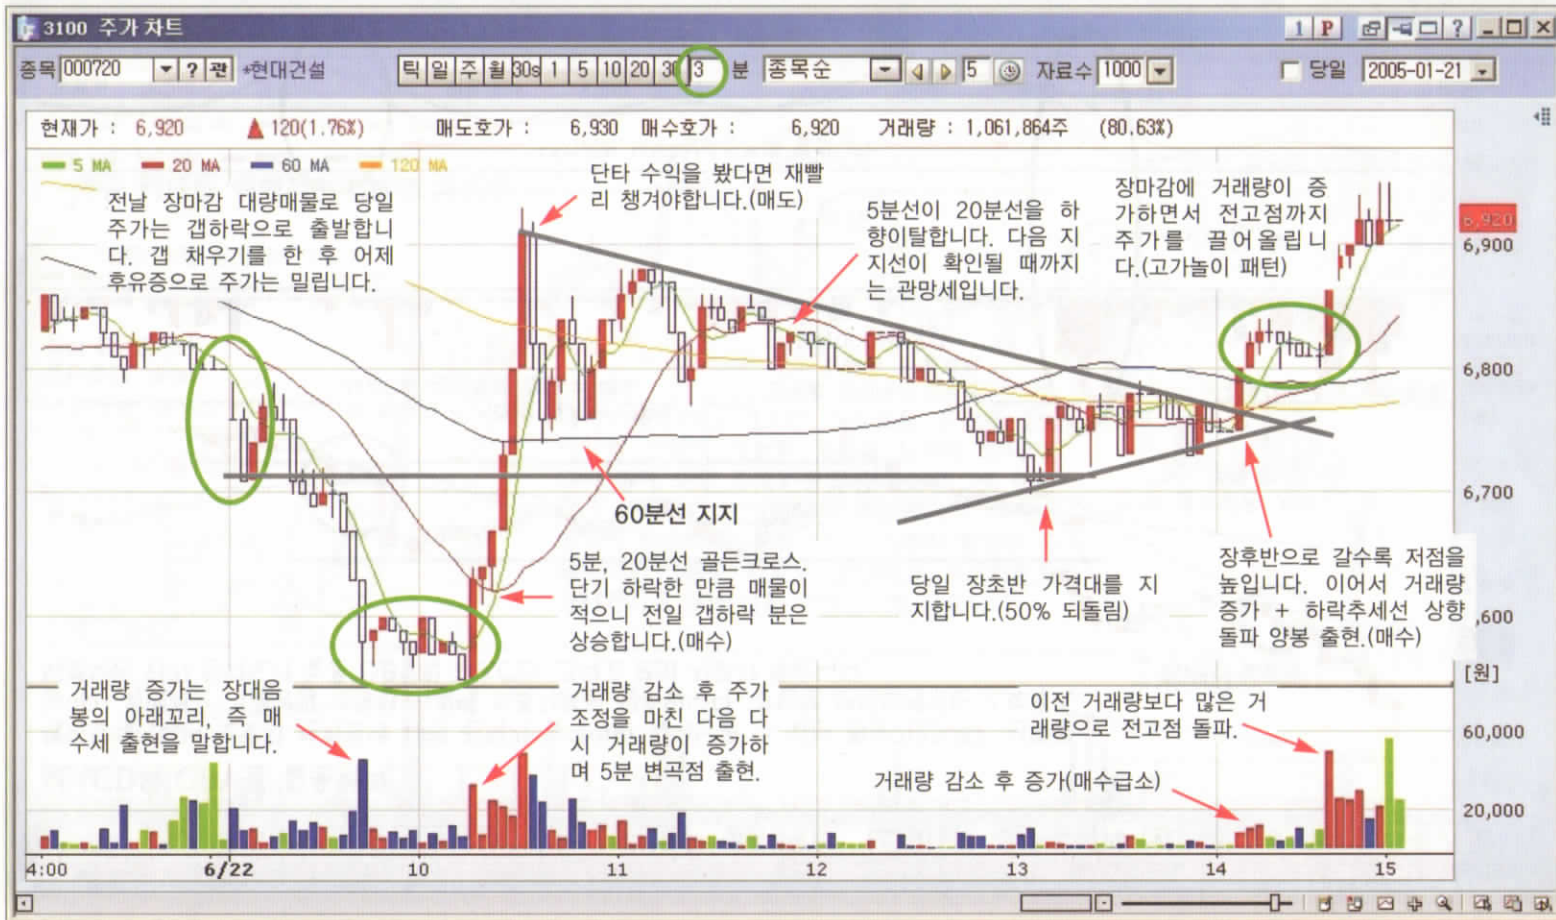 3100 주가 차트
1 P ?
종목 000720 ? 관 *현대건설 틱 일 주 월 30s 1 5 10 20 30 3 분 종목순 5 자료수 1000 당일 2005-01-21
현재가 : 6,920 ▲ 120(1.76%) 매도호가 : 6,930 매수호가 : 6,920 거래량 : 1,061,864주 (80.63%)
5 MA 20 MA 60 MA 120 MA
전날 장마감 대량매물로 당일
주가는 갭하락으로 출발합니
다. 갭 채우기를 한 후 어제
후유증으로 주가는 밀립니다.
단타 수익을 봤다면 재빨
리 챙겨야합니다.(매도)
5분선이 20분선을 하
향이탈합니다. 다음 지
지선이 확인될 때까지
는 관망세입니다.
장마감에 거래량이 증
가하면서 전고점까지
주가를 끌어올립니
다.(고가놀이 패턴)
6,920
6,900
6,800
6,700
,600
[원]
60분선 지지
5분, 20분선 골든크로스.
단기 하락한 만큼 매물이
적으니 전일 갭하락 분은
상승합니다.(매수)
당일 장초반 가격대를 지
지합니다.(50% 되돌림)
장후반으로 갈수록 저점을
높입니다. 이어서 거래량
증가 + 하락추세선 상향
돌파 양봉 출현.(매수)
거래량 증가는 장대음
봉의 아래꼬리, 즉 매
수세 출현을 말합니다.
거래량 감소 후 주가
조정을 마친 다음 다
시 거래량이 증가하
며 5분 변곡점 출현.
이전 거래량보다 많은 거
래량으로 전고점 돌파.
거래량 감소 후 증가(매수급소)
60,000
20,000
4:00 6/22 10 11 12 13 14 15